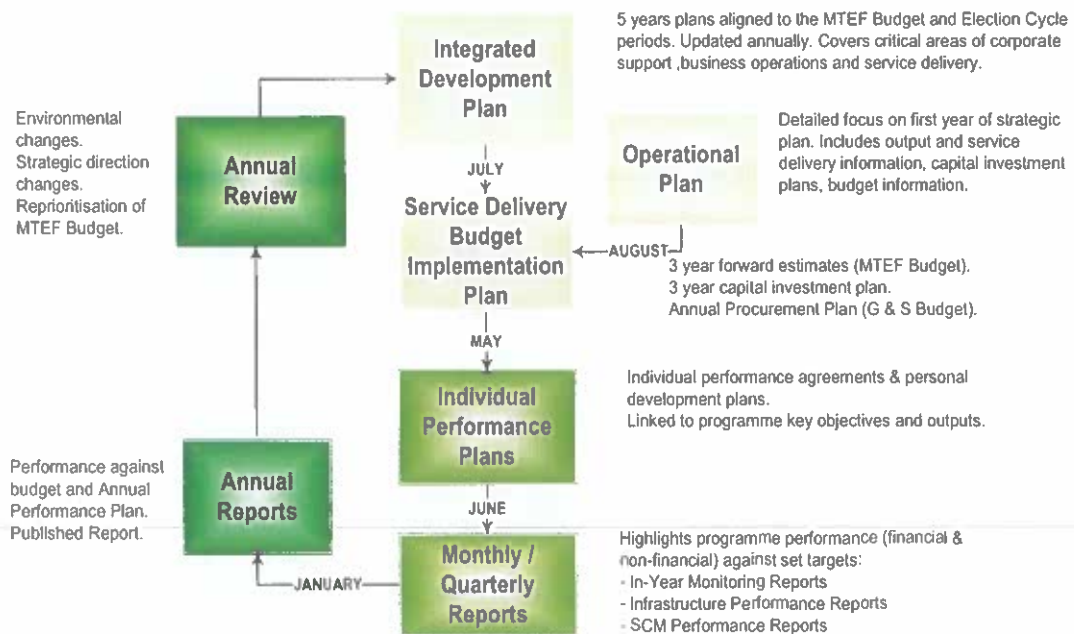 5 years plans aligned to the MTEF Budget and Election Cycle
periods. Updated annually. Covers critical areas of corporate
support ,business operations and service delivery.
Integrated
Development
Plan
Environmental
changes.
Strategic direction
changes.
Reprioritisation of
MTEF Budget.
Annual
Review
JULY
Operational
Plan
Detailed focus on first year of strategic
plan. Includes output and service
delivery information, capital investment
plans, budget information.
Service Delivery
Budget
Implementation
Plan
AUGUST
3 year forward estimates (MTEF Budget).
3 year capital investment plan.
Annual Procurement Plan (G & S Budget).
MAY
Individual
Performance
Plans
Individual performance agreements & personal
development plans.
Linked to programme key objectives and outputs.
Performance against
budget and Annual
Performance Plan.
Published Report.
Annual
Reports
JUNE
Monthly /
Quarterly
Reports
JANUARY
Highlights programme performance (financial &
non-financial) against set targets:
- In-Year Monitoring Reports
- Infrastructure Performance Reports
- SCM Performance Reports